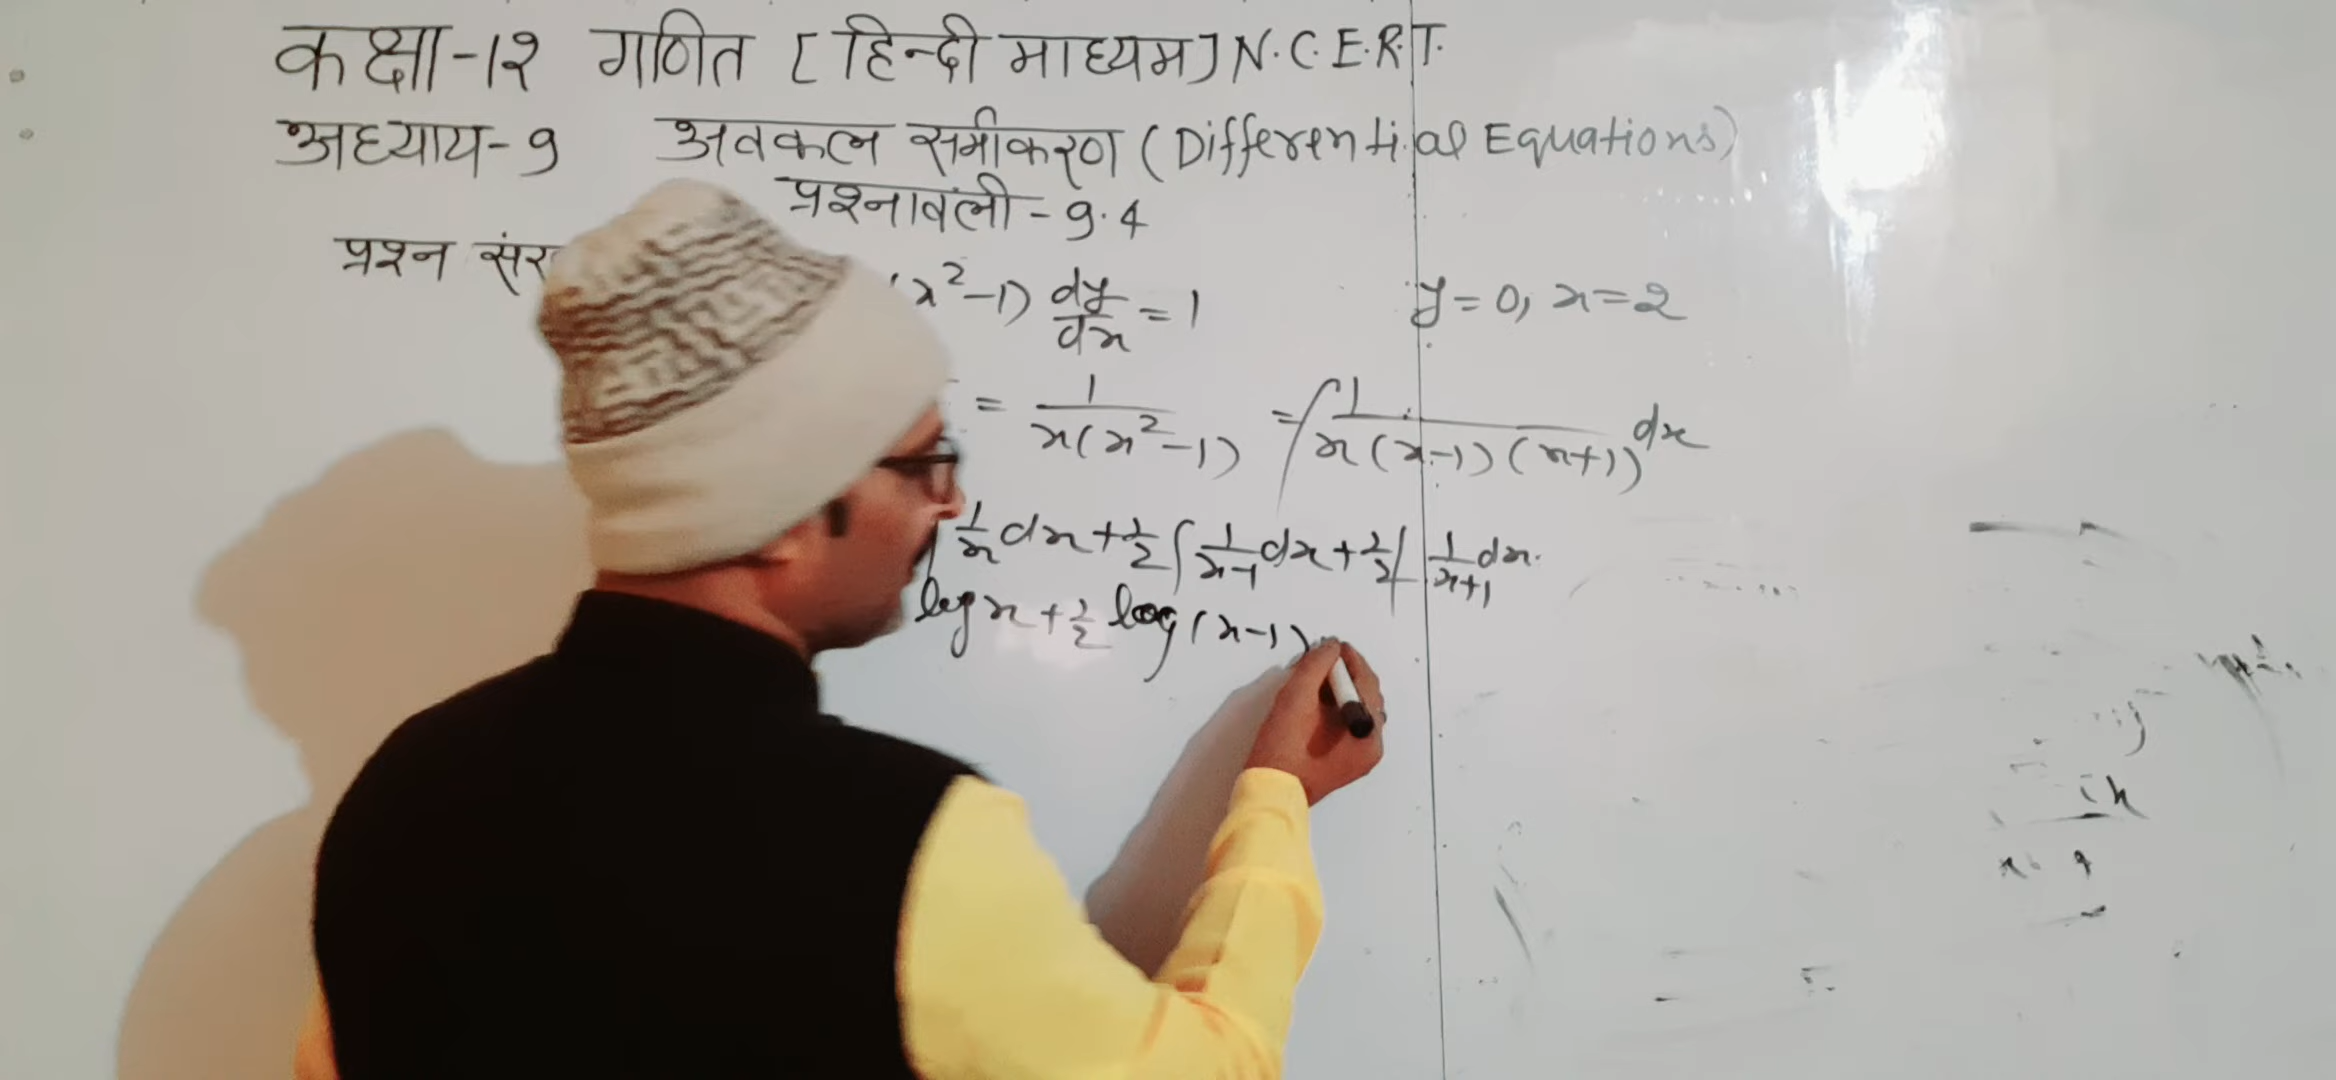 कक्षा-१२ गणित [हिन्दी माध्यम] N.C.E.R.T.
अध्याय-9 अवकल समीकरण (Differential Equations)
प्रश्नावली-9.4
प्रश्न
x²-1) dy/dx = 1 y=0, x=2
= 1/x(x²-1) = ∫ 1/x(x-1)(x+1) dx
1/x dx + 1/2 ∫ 1/x-1 dx + 1/2 ∫ 1/x+1 dx.
log x + 1/2 log(x-1)